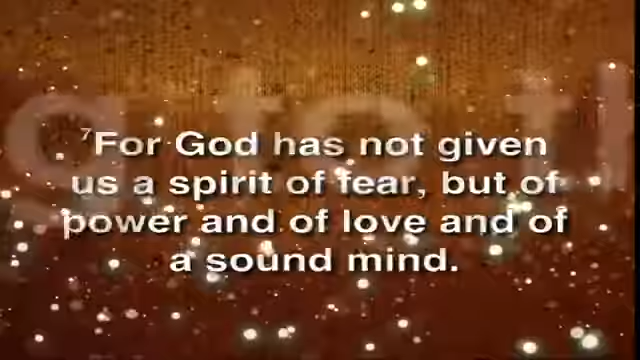 ⁷For God has not given
us a spirit of fear, but of
power and of love and of
a sound mind.